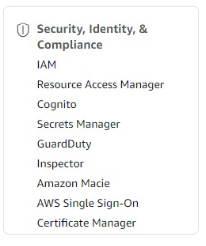 Security, Identity, &
Compliance
IAM
Resource Access Manager
Cognito
Secrets Manager
GuardDuty
Inspector
Amazon Macie
AWS Single Sign-On
Certificate Manager